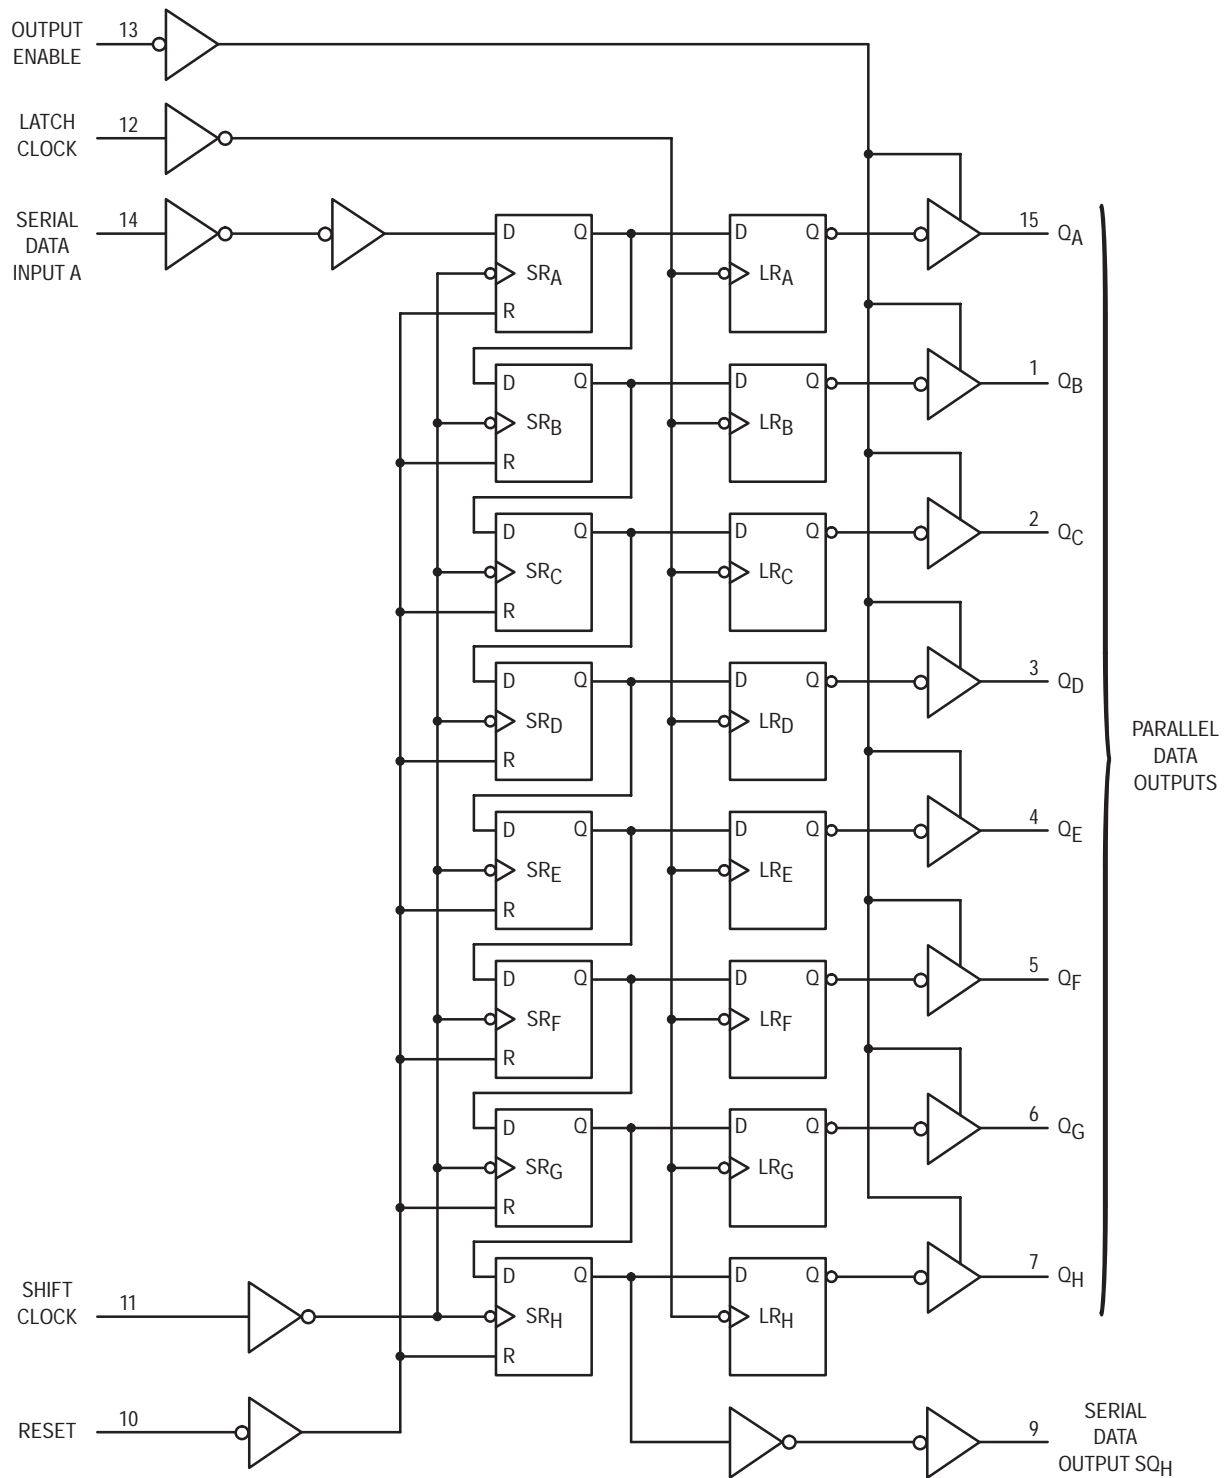 OUTPUT
ENABLE
13
LATCH
CLOCK
12
SERIAL
DATA
INPUT A
14
D Q
SRA
R
D Q
LRA
15
QA
D Q
SRB
R
D Q
LRB
1
QB
D Q
SRC
R
D Q
LRC
2
QC
D Q
SRD
R
D Q
LRD
3
QD
PARALLEL
DATA
OUTPUTS
D Q
SRE
R
D Q
LRE
4
QE
D Q
SRF
R
D Q
LRF
5
QF
D Q
SRG
R
D Q
LRG
6
QG
SHIFT
CLOCK
11
D Q
SRH
R
D Q
LRH
7
QH
RESET
10
9
SERIAL
DATA
OUTPUT SQH